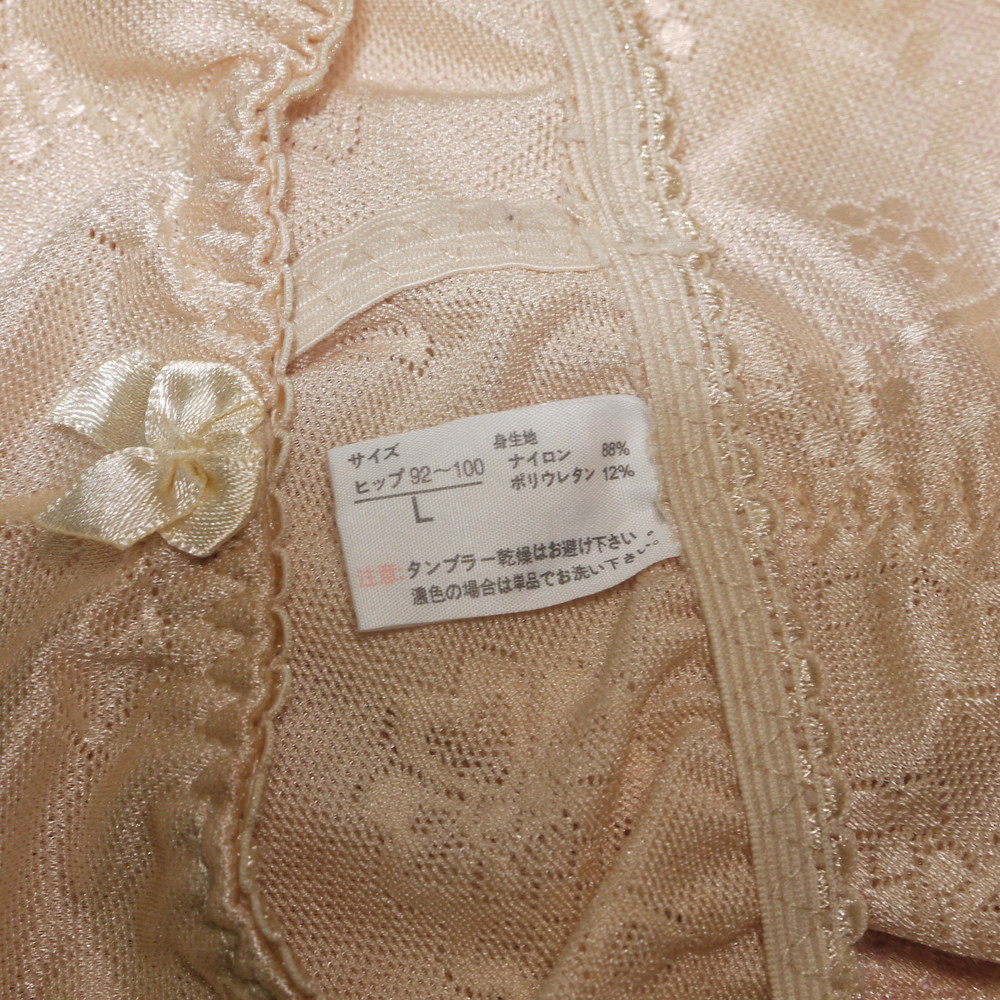 サイズ
ヒップ 92～100
L
身生地
ナイロン 88%
ポリウレタン 12%
注意:タンブラー乾燥はお避け下さい
濃色の場合は単品でお洗い下さい